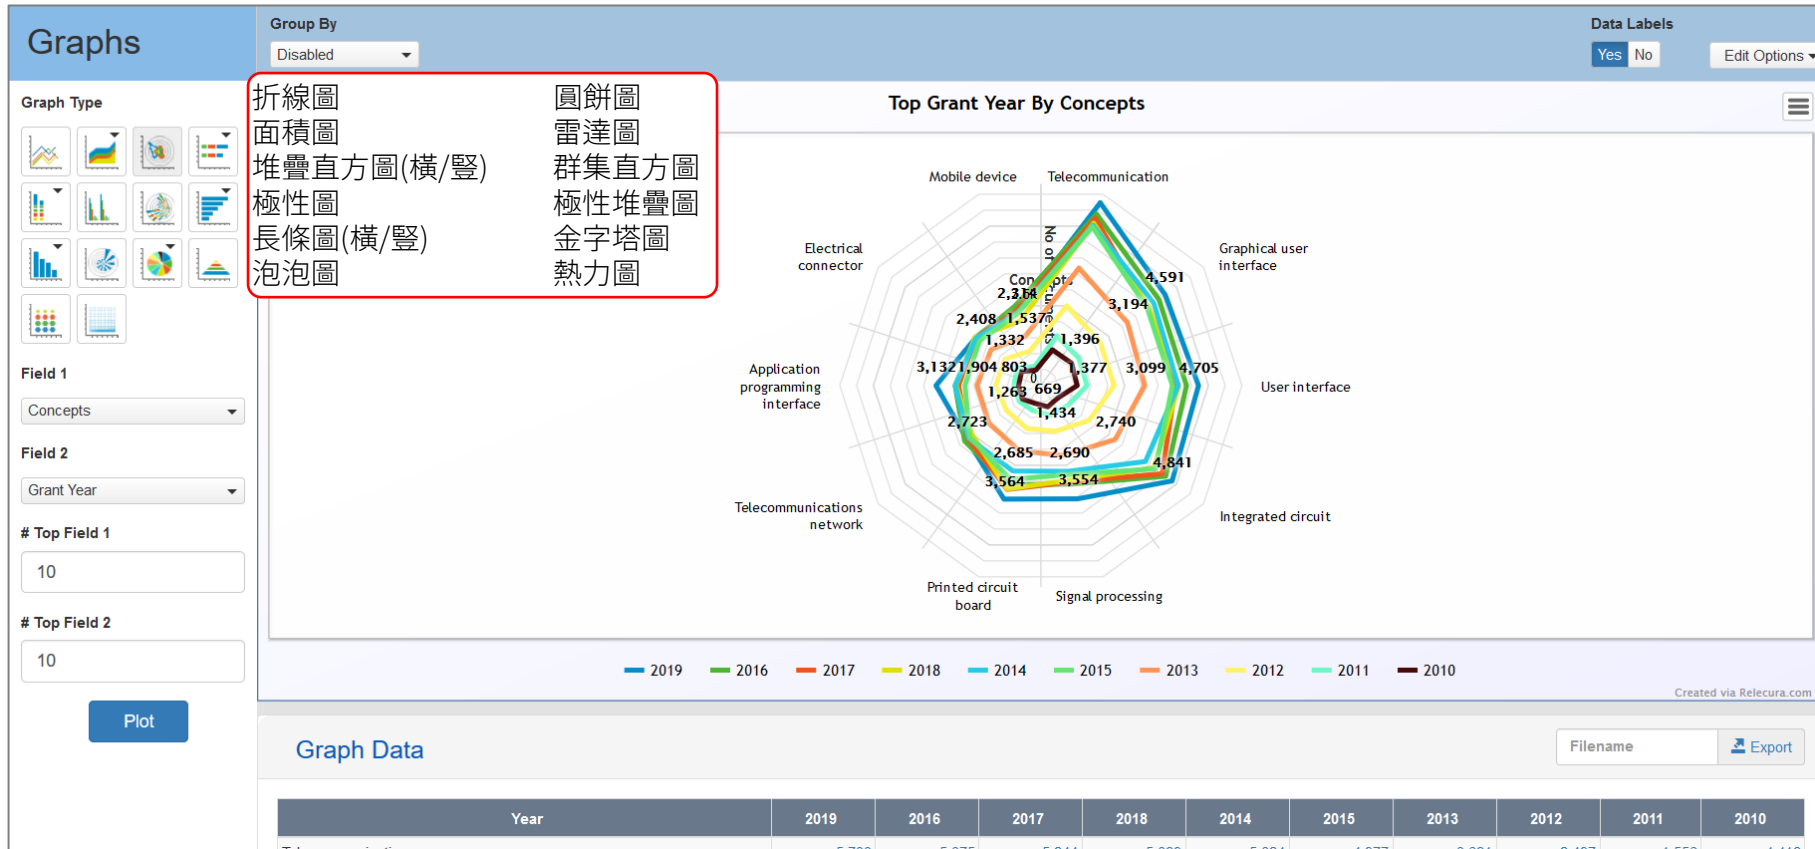 Graphs
Group By
Disabled
Data Labels
Yes No
Edit Options
Graph Type
折線圖 圓餅圖
面積圖 雷達圖
堆疊直方圖(橫/豎) 群集直方圖
極性圖 極性堆疊圖
長條圖(橫/豎) 金字塔圖
泡泡圖 熱力圖
Field 1
Concepts
Field 2
Grant Year
# Top Field 1
10
# Top Field 2
10
Plot
Top Grant Year By Concepts
Mobile device
Telecommunication
Electrical
connector
Graphical user
interface
Application
programming
interface
User interface
Telecommunications
network
Integrated circuit
Printed circuit
board
Signal processing
No of
4,591
3,194
2,408 1,537
1,332 1,396
3,132 1,904 803 1,377 3,099 4,705
0
1,263 669
1,434
2,723 2,740
2,685 2,690
4,841
3,564 3,554
2019 2016 2017 2018 2014 2015 2013 2012 2011 2010
Created via Relecura.com
Graph Data
Filename
Export
Year 2019 2016 2017 2018 2014 2015 2013 2012 2011 2010